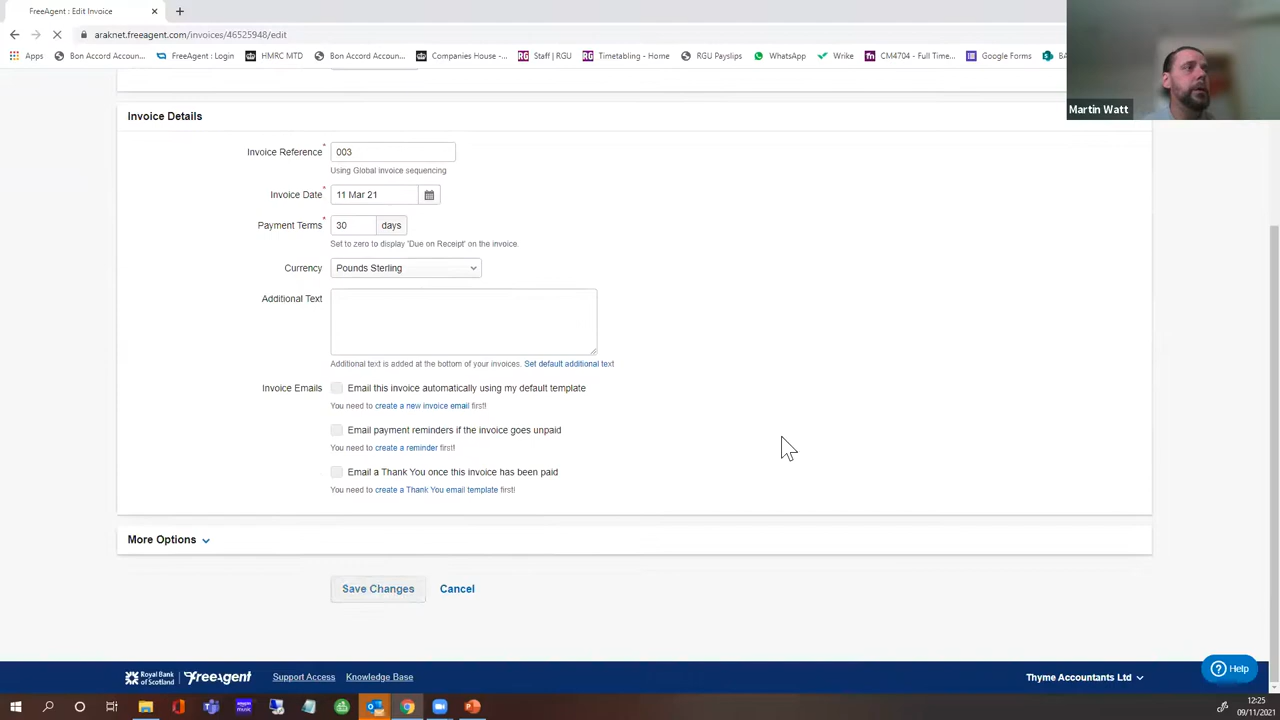 FreeAgent : Edit Invoice
araknet.freeagent.com/invoices/46525948/edit
Apps
Bon Accord Accoun...
FreeAgent : Login
HMRC MTD
Bon Accord Accoun...
Companies House -...
Staff | RGU
Timetabling - Home
RGU Payslips
WhatsApp
Wrike
CM4704 - Full Time...
Google Forms
BA
Martin Watt
Invoice Details
Invoice Reference* 003
Using Global invoice sequencing
Invoice Date* 11 Mar 21
Payment Terms* 30 days
Set to zero to display 'Due on Receipt' on the invoice.
Currency Pounds Sterling
Additional Text
Additional text is added at the bottom of your invoices. Set default additional text
Invoice Emails Email this invoice automatically using my default template
You need to create a new invoice email first!
Email payment reminders if the invoice goes unpaid
You need to create a reminder first!
Email a Thank You once this invoice has been paid
You need to create a Thank You email template first!
More Options
Save Changes Cancel
Royal Bank of Scotland FreeAgent Support Access Knowledge Base Thyme Accountants Ltd
Help
12:25
09/11/2021